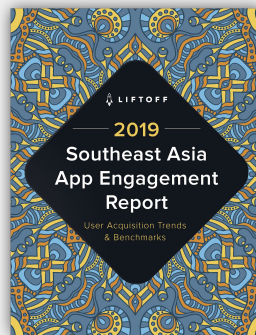 LIFTOFF
2019
Southeast Asia
App Engagement
Report
User Acquisition Trends
& Benchmarks